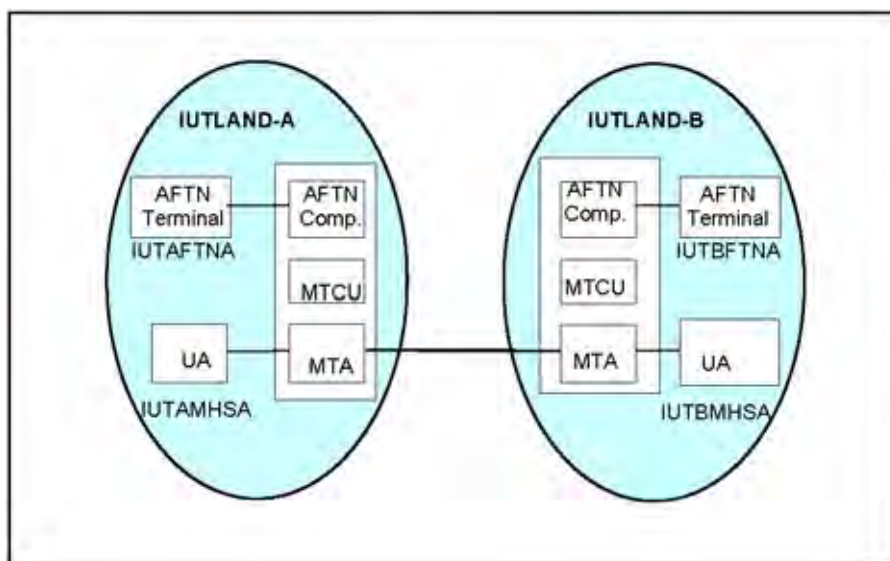 IUTLAND-A
AFTN
Terminal
IUTAFTNA
AFTN
Comp.
MTCU
UA
MTA
IUTAMHSA
IUTLAND-B
AFTN
Comp.
AFTN
Terminal
IUTBFTNA
MTCU
MTA
UA
IUTBMHSA